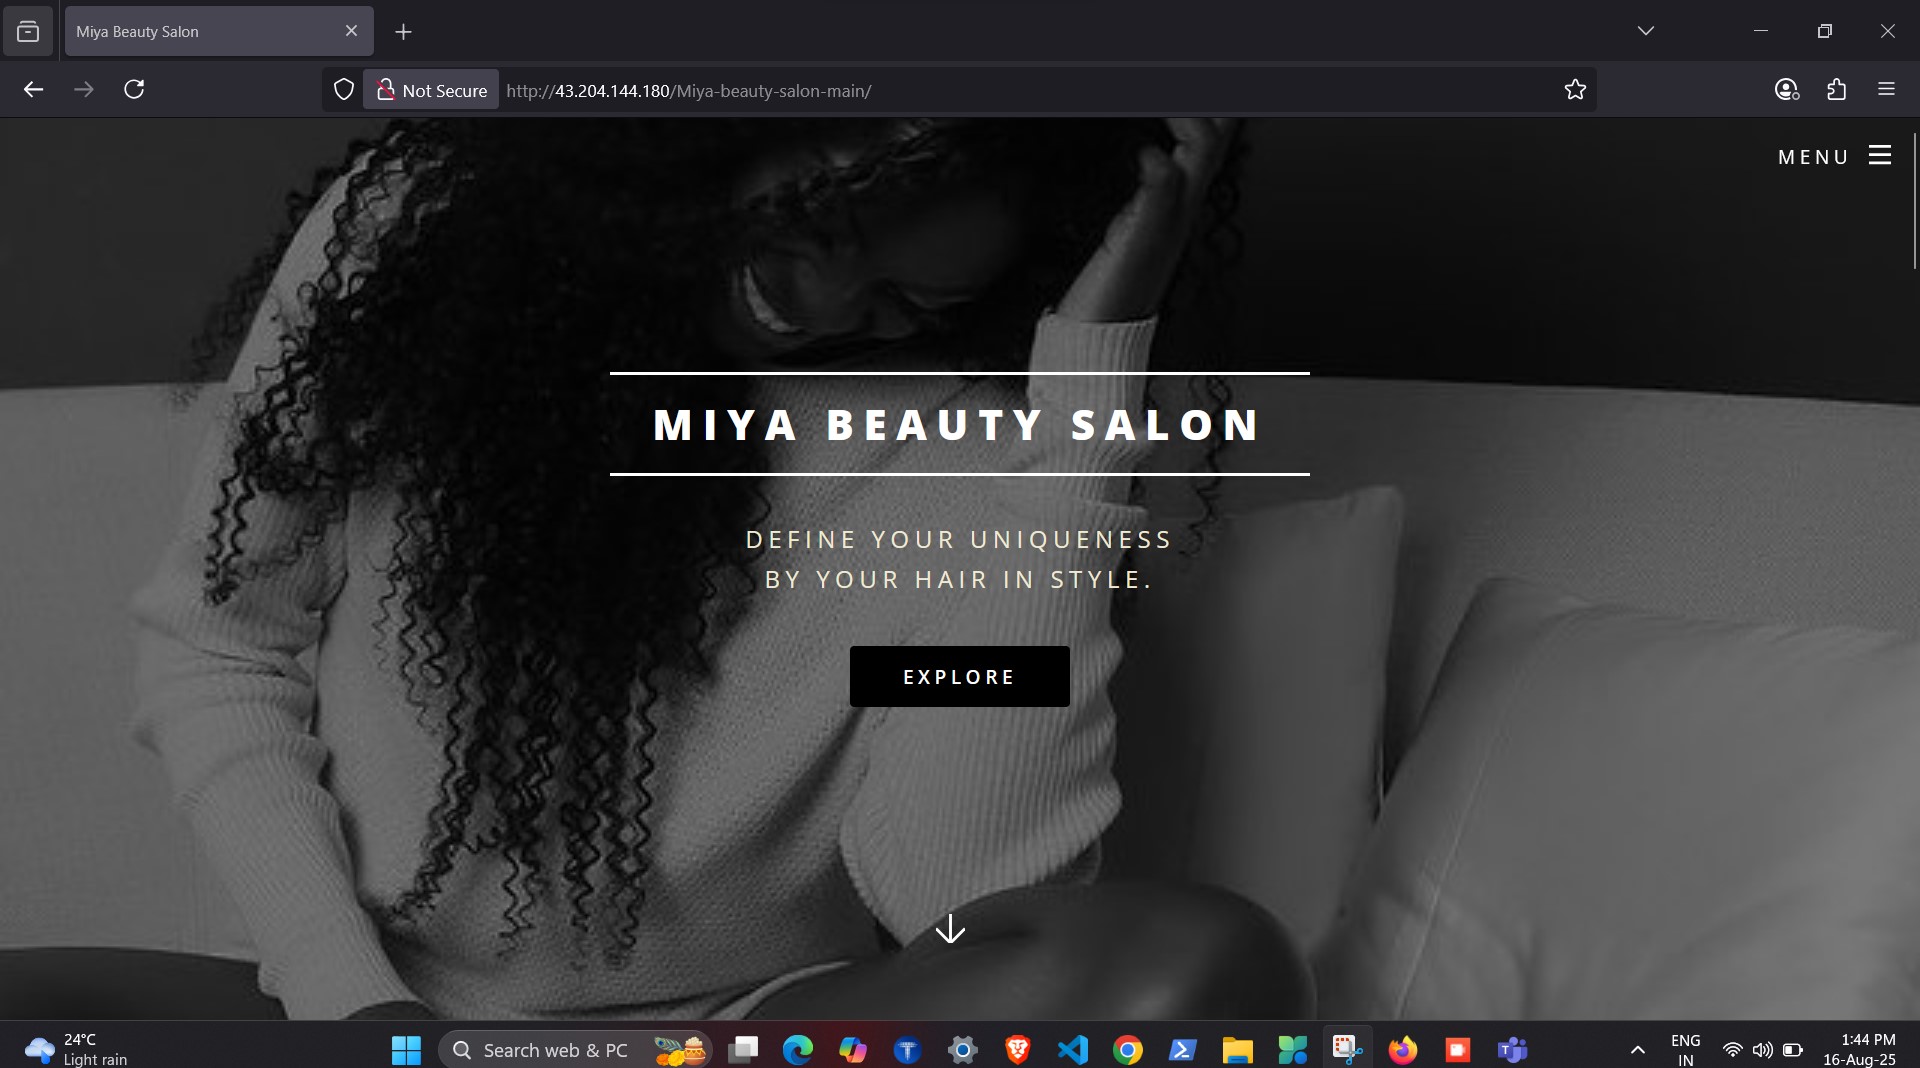 Miya Beauty Salon
Not Secure
http://43.204.144.180/Miya-beauty-salon-main/
MENU
MIYA BEAUTY SALON
DEFINE YOUR UNIQUENESS
BY YOUR HAIR IN STYLE.
EXPLORE
24°C
Light rain
Search web & PC
ENG
IN
1:44 PM
16-Aug-25